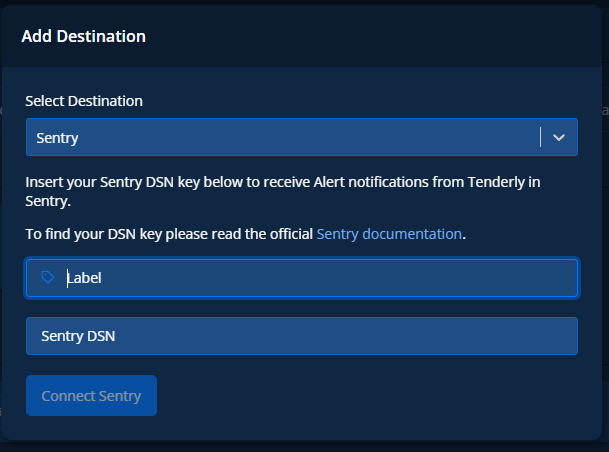 Add Destination
Select Destination
Sentry
Insert your Sentry DSN key below to receive Alert notifications from Tenderly in
Sentry.
To find your DSN key please read the official Sentry documentation.
Label
Sentry DSN
Connect Sentry